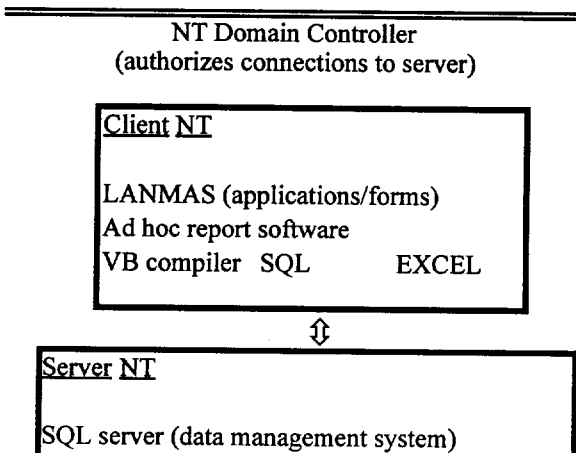 NT Domain Controller
(authorizes connections to server)
Client NT
LANMAS (applications/forms)
Ad hoc report software
VB compiler SQL EXCEL
Server NT
SQL server (data management system)